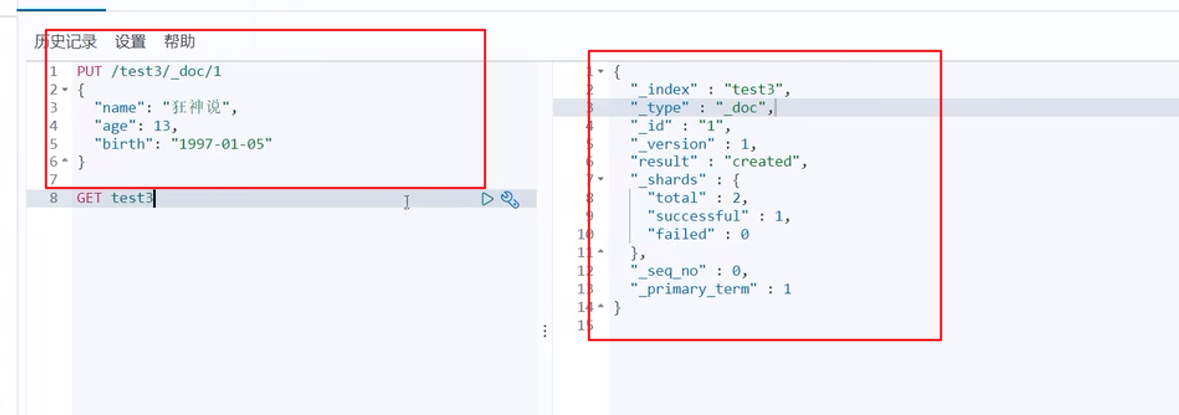 历史记录 设置 帮助
1 PUT /test3/_doc/1
2 {
3 "name": "狂神说",
4 "age": 13,
5 "birth": "1997-01-05"
6 }
7
8 GET test3
1 {
2 "_index" : "test3",
3 "_type" : "_doc",
4 "_id" : "1",
5 "_version" : 1,
6 "result" : "created",
7 "_shards" : {
8 "total" : 2,
9 "successful" : 1,
10 "failed" : 0
11 },
12 "_seq_no" : 0,
13 "_primary_term" : 1
14 }
15